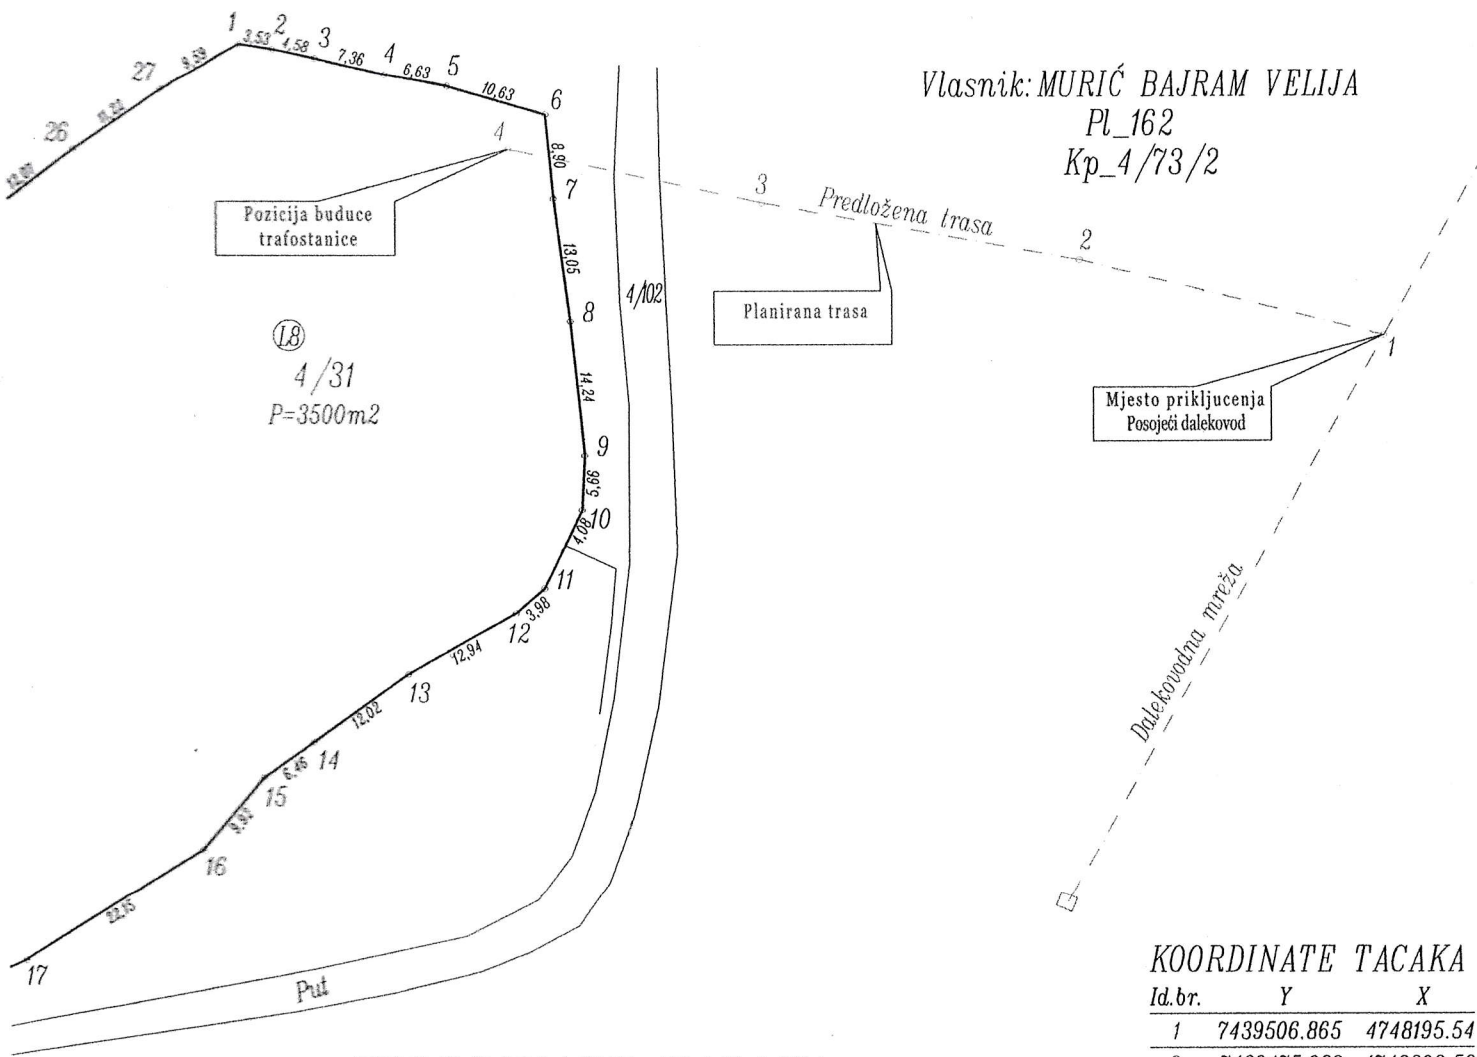 Vlasnik: MURIĆ BAJRAM VELIJA
Pl_162
Kp_4/73/2
1
3,53
2
4,58
3
7,36
4
6,63
5
10,63
6
8,90
7
13,05
8
14,24
9
5,66
10
4,08
11
3,98
12
12,94
13
12,02
14
6,46
15
9,93
16
22,15
17
27
9,59
26
4
3
Predložena trasa
2
1
Pozicija buduce
trafostanice
Planirana trasa
Mjesto prikljucenja
Posojeći dalekovod
4/102
L8
4/31
P=3500m2
Dalekovodna mreža
Put
KOORDINATE TACAKA
Id.br. Y X
1 7439506.865 4748195.54